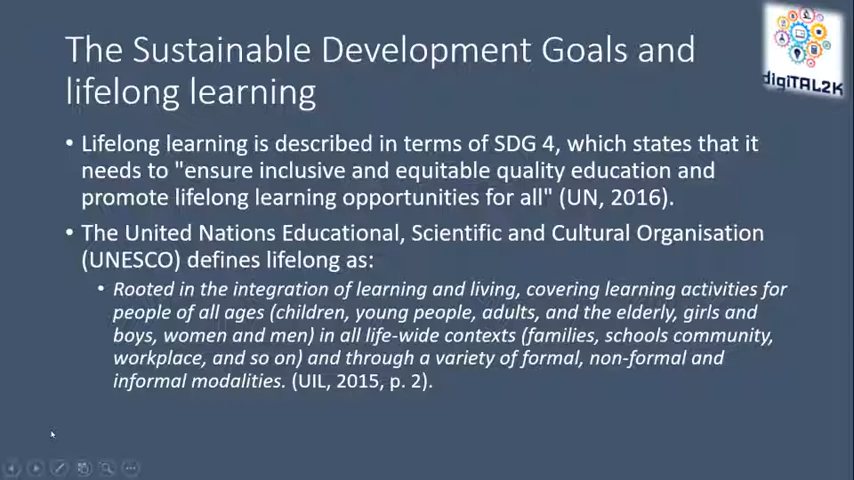 The Sustainable Development Goals and
lifelong learning
digiTAL2K
• Lifelong learning is described in terms of SDG 4, which states that it
needs to "ensure inclusive and equitable quality education and
promote lifelong learning opportunities for all" (UN, 2016).
• The United Nations Educational, Scientific and Cultural Organisation
(UNESCO) defines lifelong as:
• Rooted in the integration of learning and living, covering learning activities for
people of all ages (children, young people, adults, and the elderly, girls and
boys, women and men) in all life-wide contexts (families, schools community,
workplace, and so on) and through a variety of formal, non-formal and
informal modalities. (UIL, 2015, p. 2).